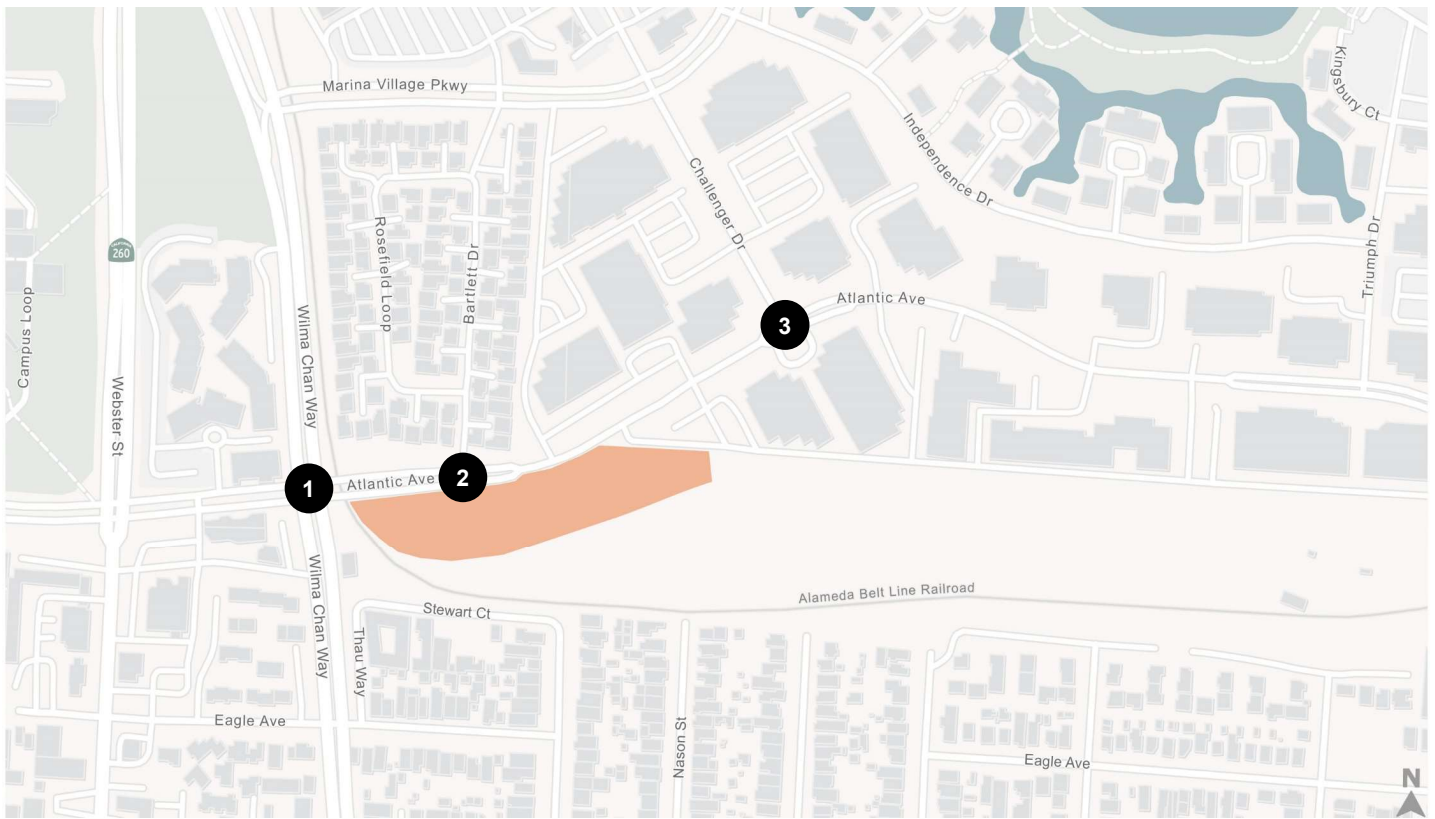 Marina Village Pkwy
Kingsbury Ct
Independence Dr
Challenger Dr
Rosefield Loop
Bartlett Dr
CALIFORNIA
260
Triumph Dr
Campus Loop
Wilma Chan Way
Atlantic Ave
3
Webster St
Atlantic Ave
1
2
Wilma Chan Way
Alameda Belt Line Railroad
Stewart Ct
Thau Way
Eagle Ave
Nason St
Eagle Ave
N